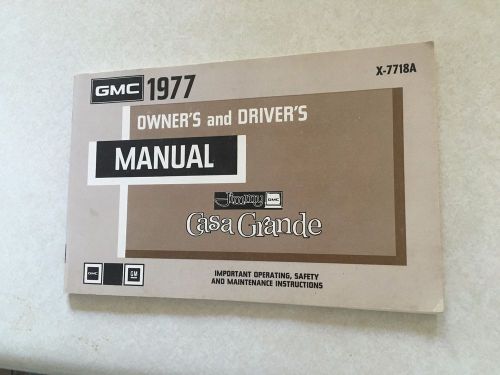 GMC 1977
X-7718A
OWNER'S and DRIVER'S
MANUAL
Jimmy GMC
Casa Grande
GMC GM
IMPORTANT OPERATING, SAFETY
AND MAINTENANCE INSTRUCTIONS